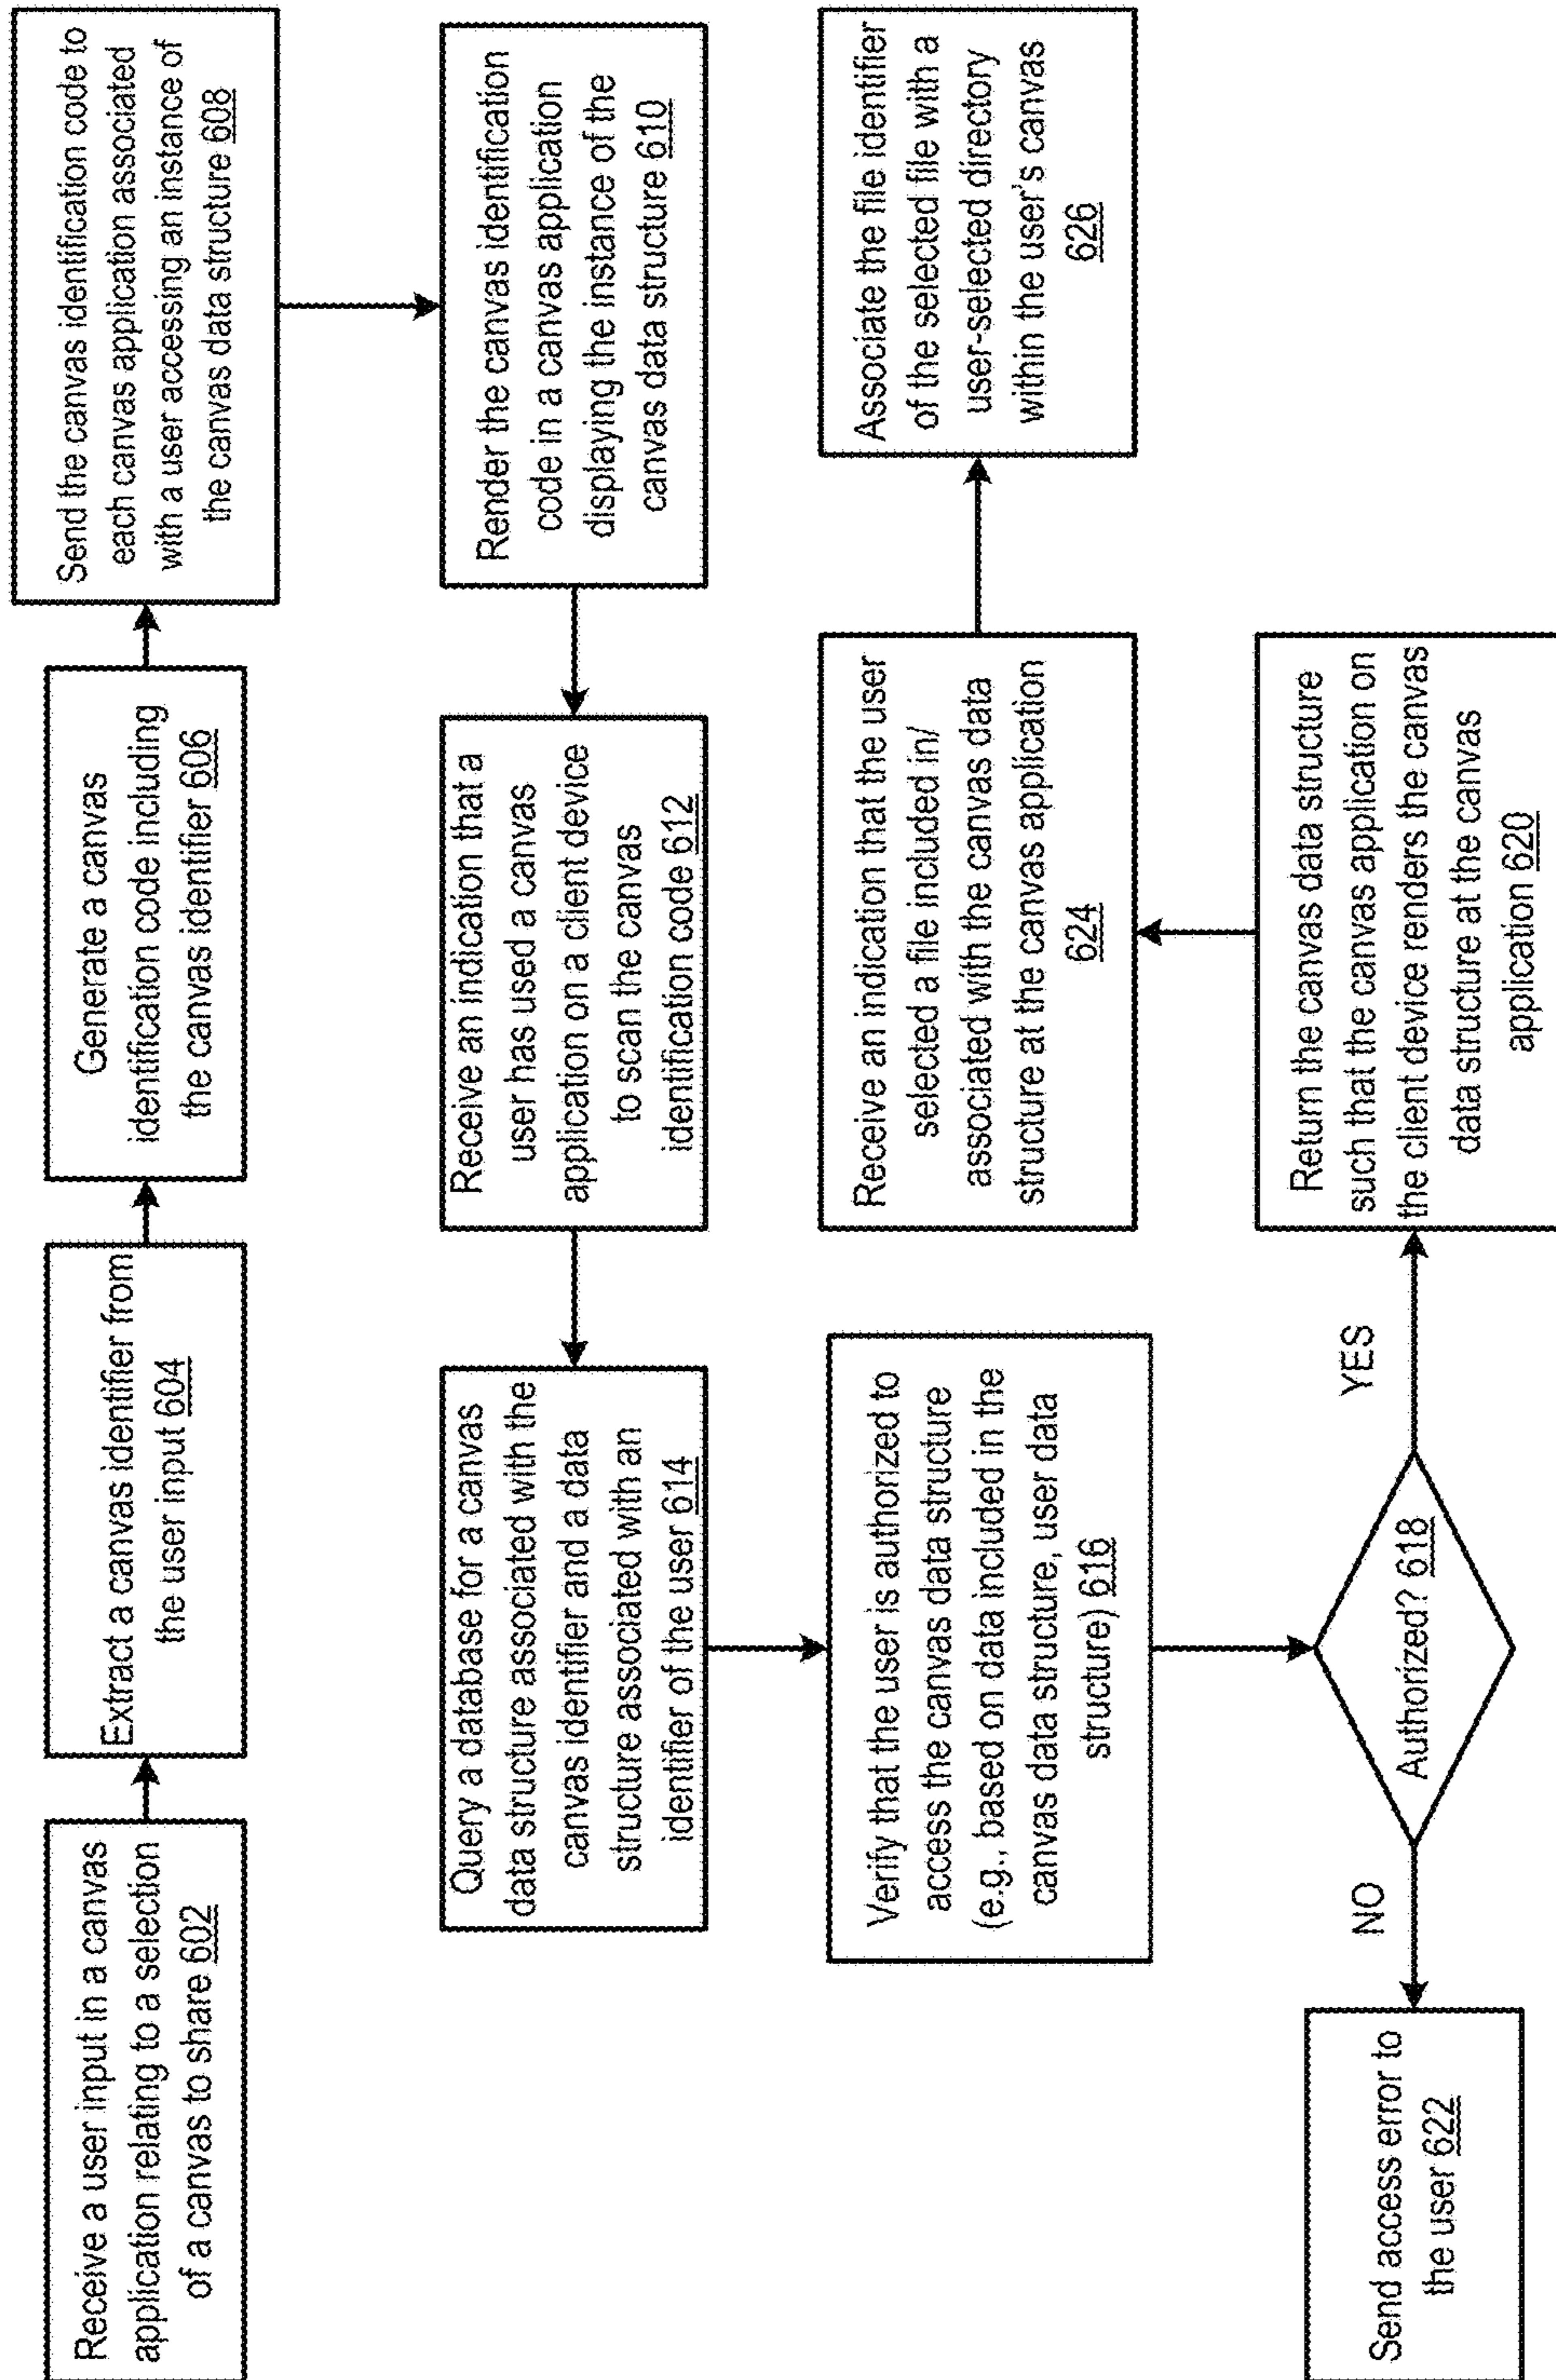 Receive a user input in a canvas
application relating to a selection
of a canvas to share 602
Extract a canvas identifier from
the user input 604
Generate a canvas
identification code including
the canvas identifier 606
Send the canvas identification code to
each canvas application associated
with a user accessing an instance of
the canvas data structure 608
Render the canvas identification
code in a canvas application
displaying the instance of the
canvas data structure 610
Receive an indication that a
user has used a canvas
application on a client device
to scan the canvas
identification code 612
Query a database for a canvas
data structure associated with the
canvas identifier and a data
structure associated with an
identifier of the user 614
Verify that the user is authorized to
access the canvas data structure
(e.g., based on data included in the
canvas data structure, user data
structure) 616
Authorized? 618
NO
YES
Send access error to
the user 622
Return the canvas data structure
such that the canvas application on
the client device renders the canvas
data structure at the canvas
application 620
Receive an indication that the user
selected a file included in/
associated with the canvas data
structure at the canvas application
624
Associate the file identifier
of the selected file with a
user-selected directory
within the user's canvas
626